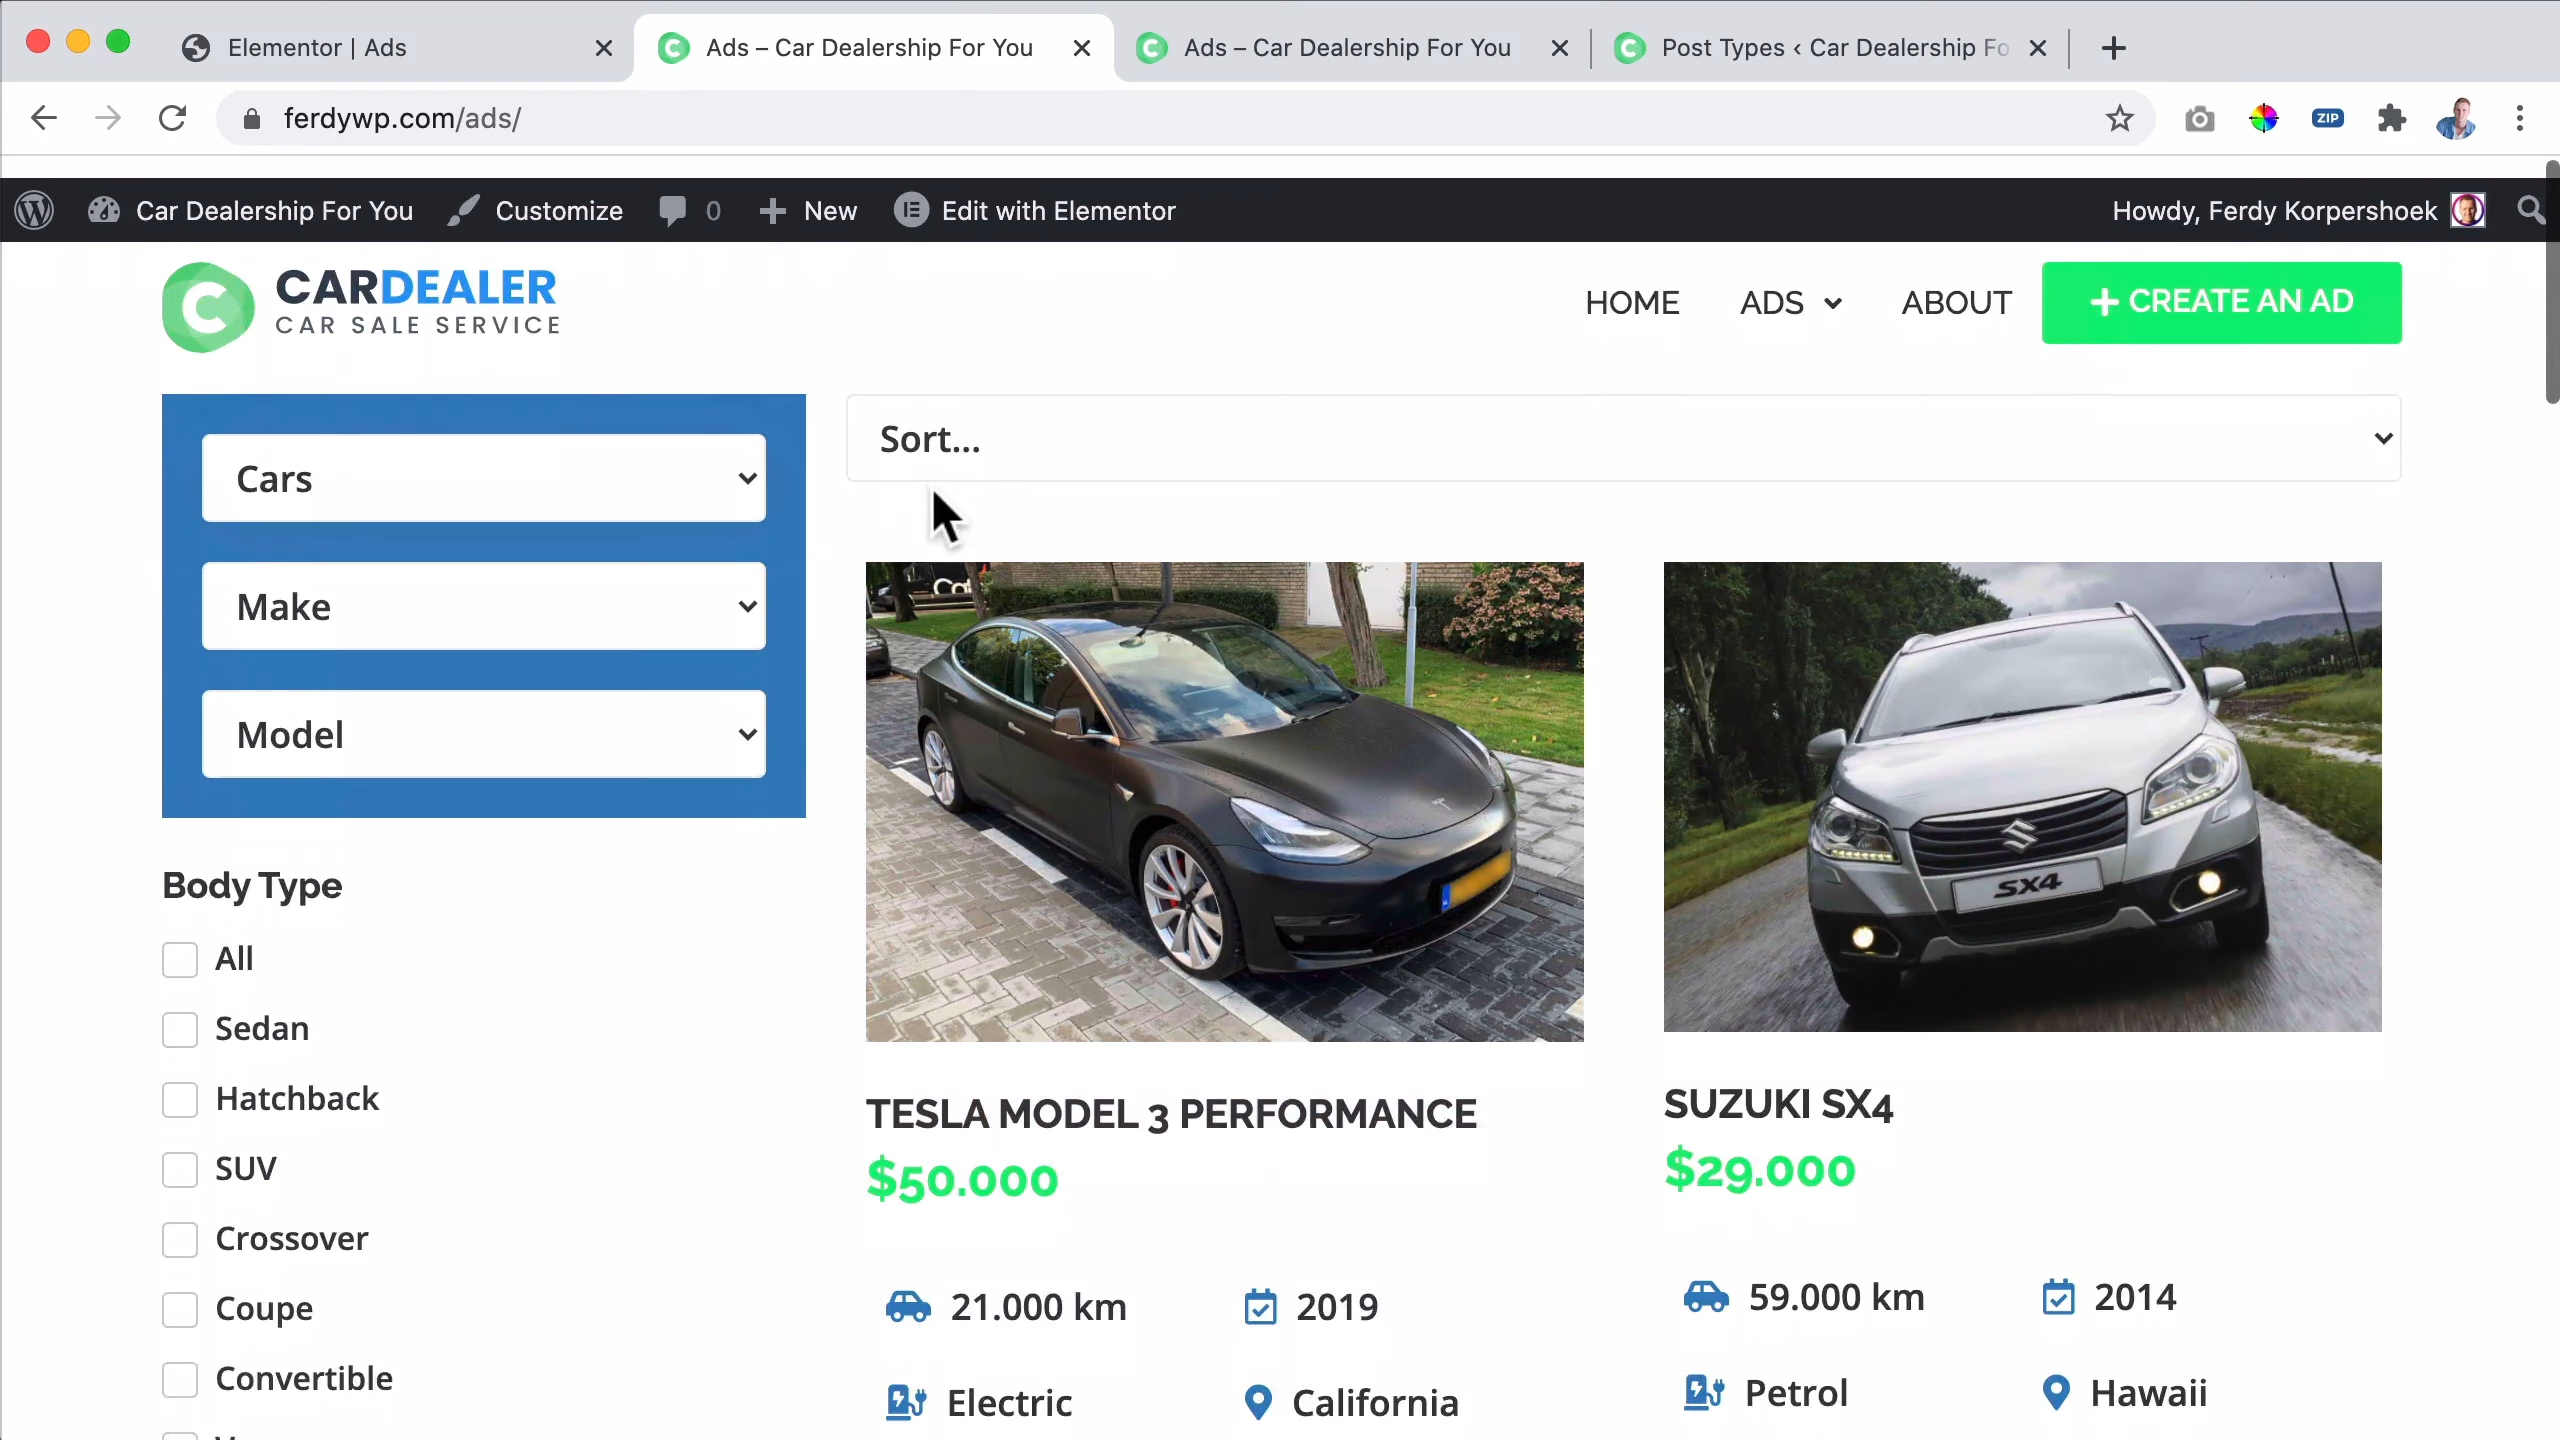 Elementor | Ads
Ads – Car Dealership For You
Ads – Car Dealership For You
Post Types ‹ Car Dealership Fo
ferdywp.com/ads/
ZIP
Car Dealership For You
Customize
0
New
Edit with Elementor
Howdy, Ferdy Korpershoek
CARDEALER
CAR SALE SERVICE
HOME
ADS
ABOUT
CREATE AN AD
Cars
Make
Model
Sort...
SX4
Body Type
All
Sedan
Hatchback
SUV
Crossover
Coupe
Convertible
TESLA MODEL 3 PERFORMANCE
$50.000
21.000 km
2019
Electric
California
SUZUKI SX4
$29.000
59.000 km
2014
Petrol
Hawaii